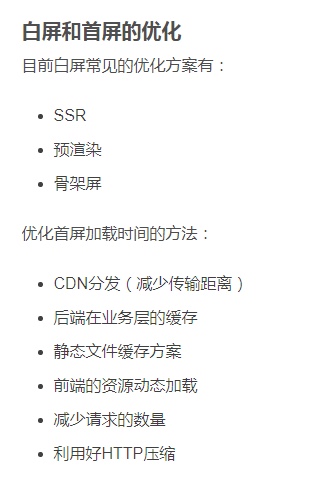 白屏和首屏的优化
目前白屏常见的优化方案有：
SSR
预渲染
骨架屏
优化首屏加载时间的方法：
CDN分发（减少传输距离）
后端在业务层的缓存
静态文件缓存方案
前端的资源动态加载
减少请求的数量
利用好HTTP压缩